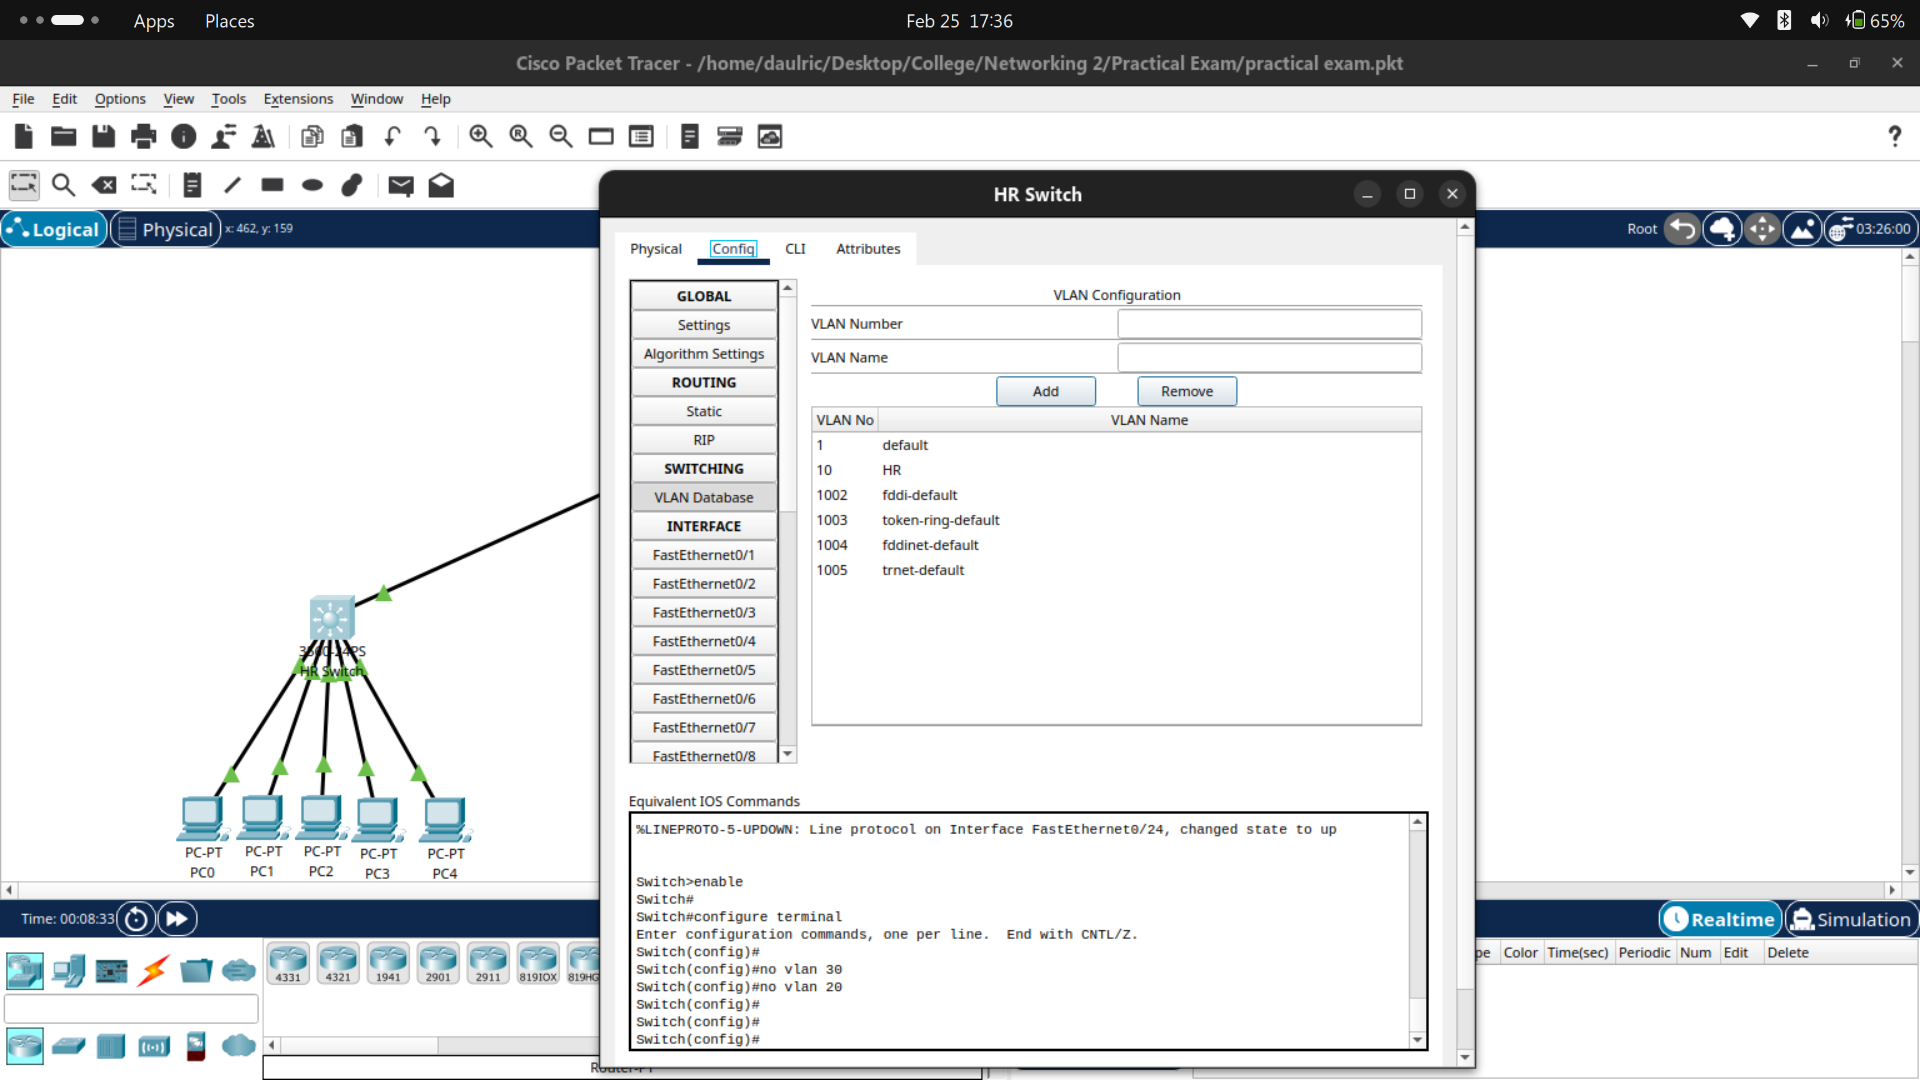 Apps Places Feb 25 17:36 65%
Cisco Packet Tracer - /home/daulric/Desktop/College/Networking 2/Practical Exam/practical exam.pkt
File Edit Options View Tools Extensions Window Help
HR Switch
Logical Physical x: 462, y: 159 Root 03:26:00
Physical Config CLI Attributes
GLOBAL
Settings
Algorithm Settings
ROUTING
Static
RIP
SWITCHING
VLAN Database
INTERFACE
FastEthernet0/1
FastEthernet0/2
FastEthernet0/3
FastEthernet0/4
FastEthernet0/5
FastEthernet0/6
FastEthernet0/7
FastEthernet0/8
VLAN Configuration
VLAN Number
VLAN Name
Add Remove
VLAN No VLAN Name
1 default
10 HR
1002 fddi-default
1003 token-ring-default
1004 fddinet-default
1005 trnet-default
Equivalent IOS Commands
%LINEPROTO-5-UPDOWN: Line protocol on Interface FastEthernet0/24, changed state to up
Switch>enable
Switch#
Switch#configure terminal
Enter configuration commands, one per line. End with CNTL/Z.
Switch(config)#
Switch(config)#no vlan 30
Switch(config)#no vlan 20
Switch(config)#
Switch(config)#
Switch(config)#
3560-24PS
HR Switch
PC-PT PC-PT PC-PT PC-PT PC-PT
PC0 PC1 PC2 PC3 PC4
Time: 00:08:33 Realtime Simulation
4331 4321 1941 2901 2911 819IOX 819HG
pe Color Time(sec) Periodic Num Edit Delete
Router-PT